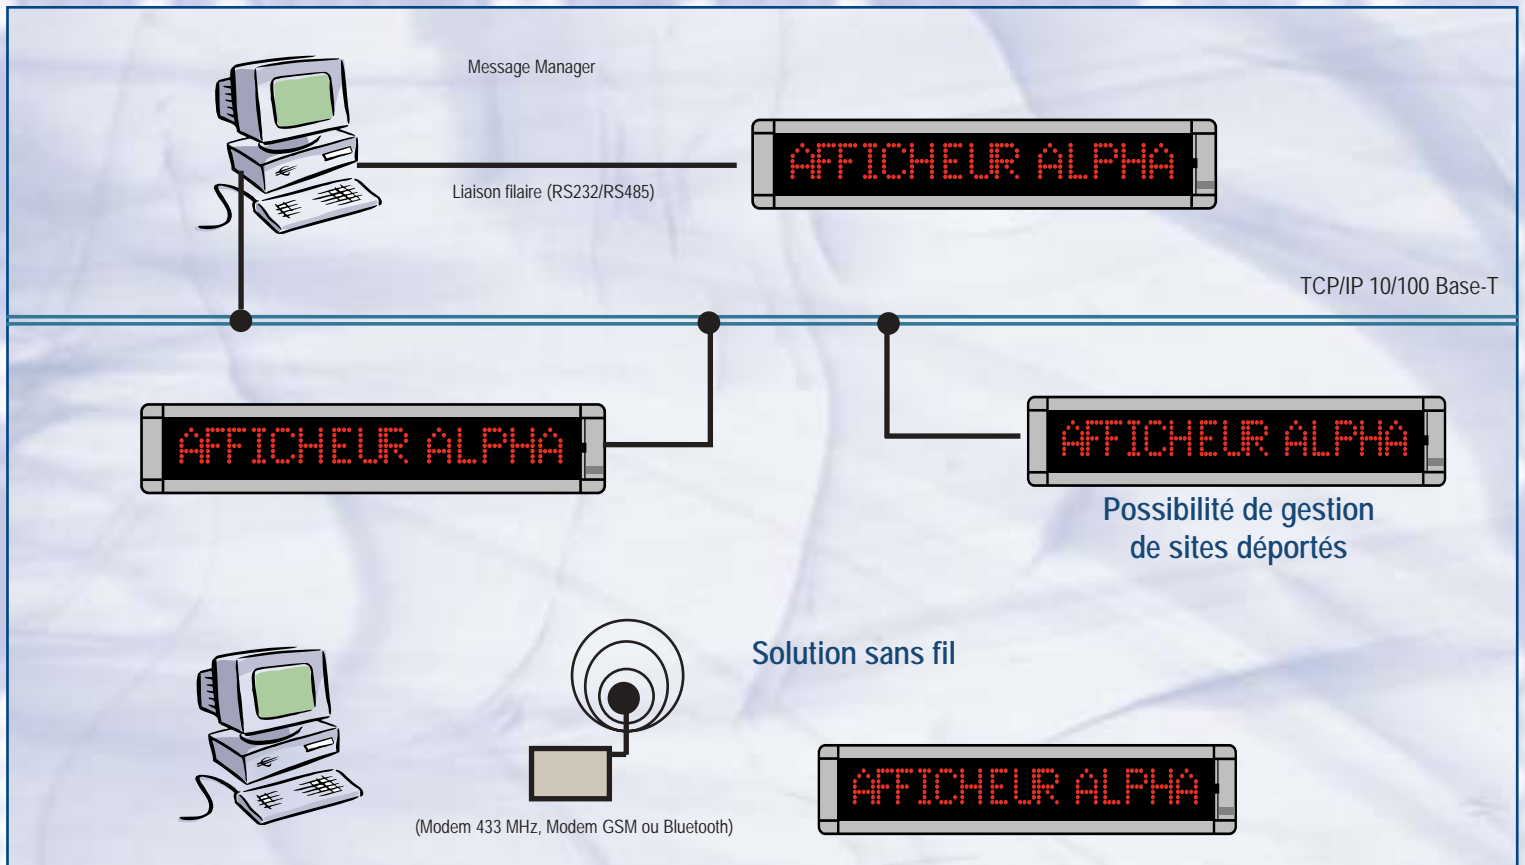 Message Manager
AFFICHEUR ALPHA
Liaison filaire (RS232/RS485)
TCP/IP 10/100 Base-T
AFFICHEUR ALPHA
AFFICHEUR ALPHA
Possibilité de gestion
de sites déportés
Solution sans fil
AFFICHEUR ALPHA
(Modem 433 MHz, Modem GSM ou Bluetooth)